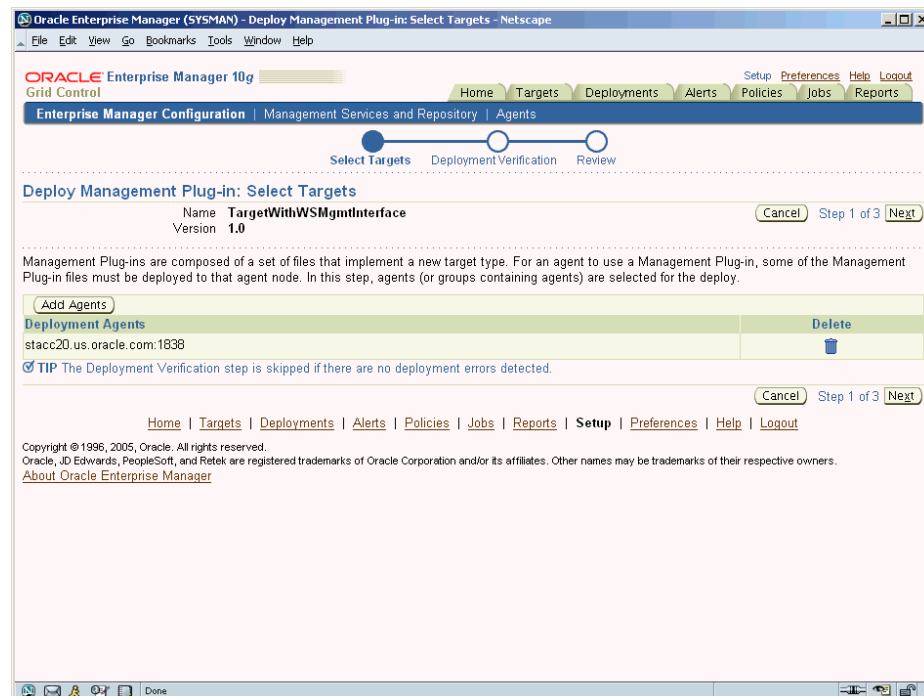 Oracle Enterprise Manager (SYSMAN) - Deploy Management Plug-in: Select Targets - Netscape
File Edit View Go Bookmarks Tools Window Help
ORACLE Enterprise Manager 10g
Grid Control
Setup Preferences Help Logout
Home Targets Deployments Alerts Policies Jobs Reports
Enterprise Manager Configuration | Management Services and Repository | Agents
Select Targets Deployment Verification Review
Deploy Management Plug-in: Select Targets
Name TargetWithWSMgmtInterface
Version 1.0
Cancel Step 1 of 3 Next
Management Plug-ins are composed of a set of files that implement a new target type. For an agent to use a Management Plug-in, some of the Management
Plug-in files must be deployed to that agent node. In this step, agents (or groups containing agents) are selected for the deploy.
Add Agents
Deployment Agents Delete
stacc20.us.oracle.com:1838
TIP The Deployment Verification step is skipped if there are no deployment errors detected.
Cancel Step 1 of 3 Next
Home | Targets | Deployments | Alerts | Policies | Jobs | Reports | Setup | Preferences | Help | Logout
Copyright © 1996, 2005, Oracle. All rights reserved.
Oracle, JD Edwards, PeopleSoft, and Retek are registered trademarks of Oracle Corporation and/or its affiliates. Other names may be trademarks of their respective owners.
About Oracle Enterprise Manager
Done